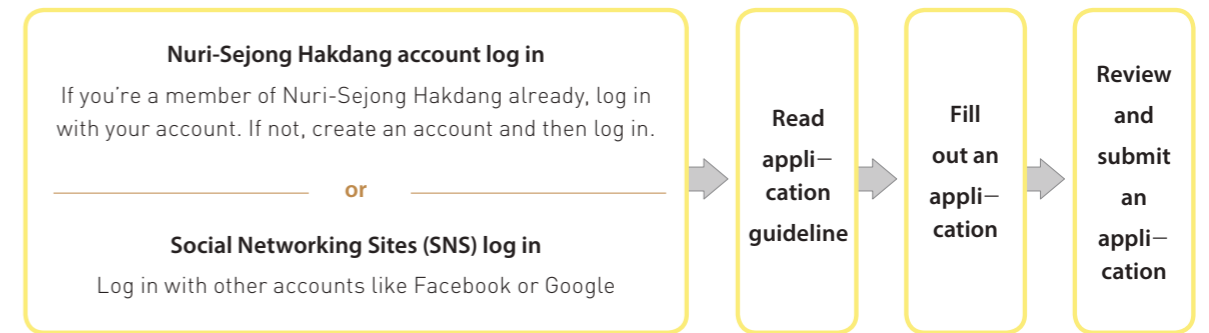 Nuri-Sejong Hakdang account log in
If you're a member of Nuri-Sejong Hakdang already, log in
with your account. If not, create an account and then log in.
or
Social Networking Sites (SNS) log in
Log in with other accounts like Facebook or Google
Read
appli–
cation
guideline
Fill
out an
appli–
cation
Review
and
submit
an
appli–
cation